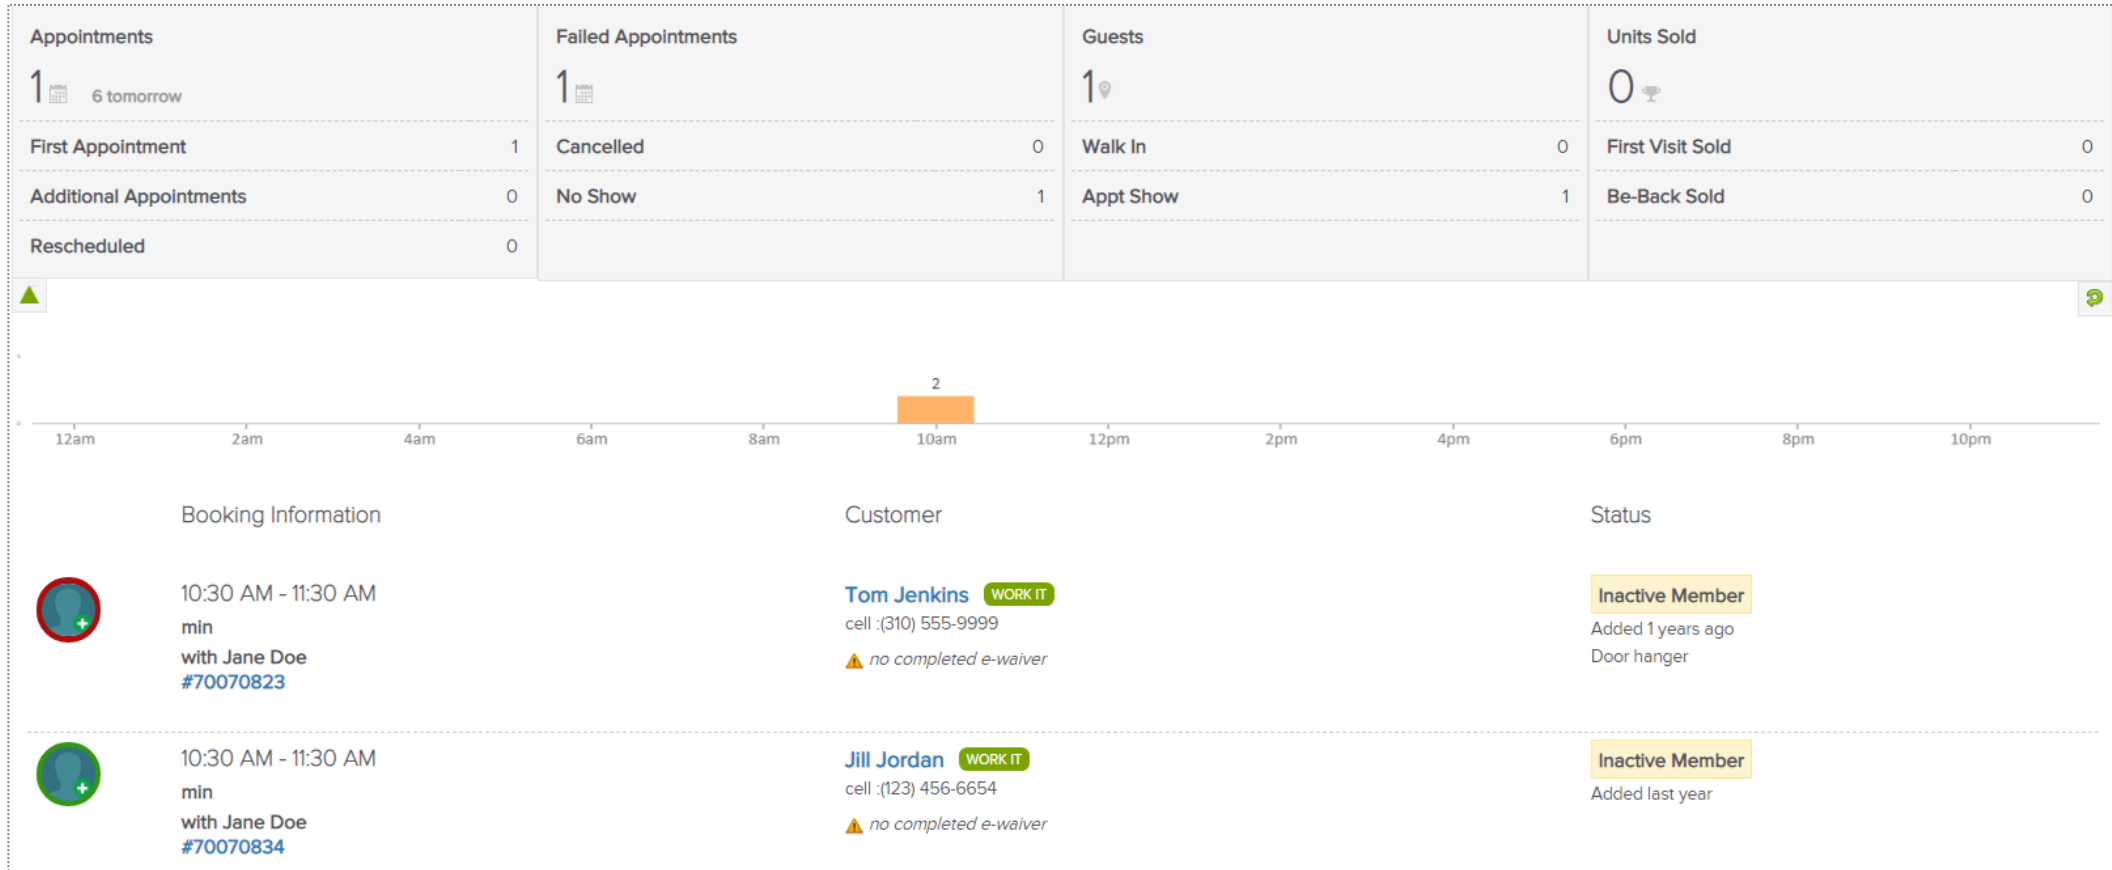 Appointments
1 6 tomorrow
First Appointment 1
Additional Appointments 0
Rescheduled 0
Failed Appointments
1
Cancelled 0
No Show 1
Guests
1
Walk In 0
Appt Show 1
Units Sold
0
First Visit Sold 0
Be-Back Sold 0
2
12am 2am 4am 6am 8am 10am 12pm 2pm 4pm 6pm 8pm 10pm
Booking Information Customer Status
10:30 AM - 11:30 AM
min
with Jane Doe
#70070823
Tom Jenkins WORK IT
cell :(310) 555-9999
no completed e-waiver
Inactive Member
Added 1 years ago
Door hanger
10:30 AM - 11:30 AM
min
with Jane Doe
#70070834
Jill Jordan WORK IT
cell :(123) 456-6654
no completed e-waiver
Inactive Member
Added last year